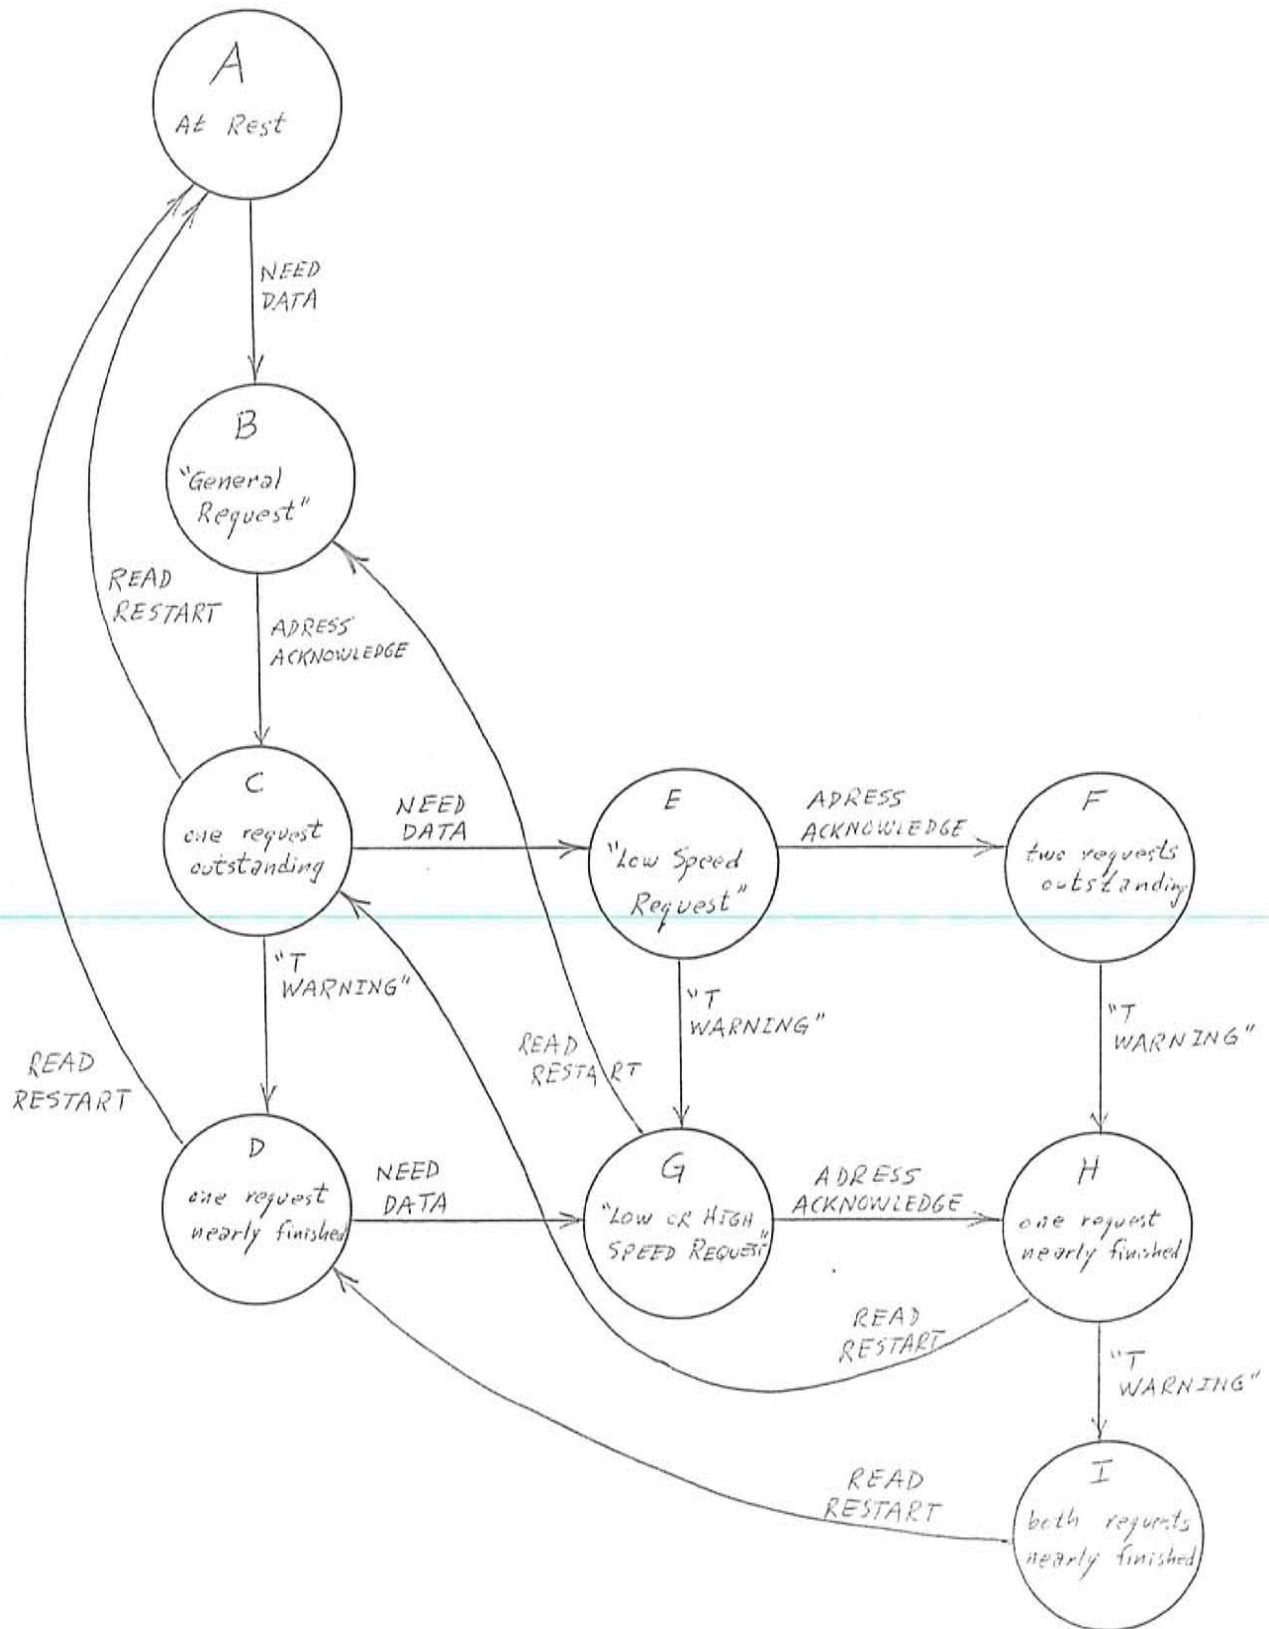 A
At Rest
NEED
DATA
B
"General
Request"
READ
RESTART
ADRESS
ACKNOWLEDGE
C
one request
outstanding
NEED
DATA
E
"Low Speed
Request"
ADRESS
ACKNOWLEDGE
F
two requests
outstanding
"T
WARNING"
"T
WARNING"
"T
WARNING"
READ
RESTART
READ
RESTART
D
one request
nearly finished
NEED
DATA
G
"Low OR HIGH
SPEED REQUEST"
ADRESS
ACKNOWLEDGE
H
one request
nearly finished
READ
RESTART
"T
WARNING"
READ
RESTART
I
both requests
nearly finished